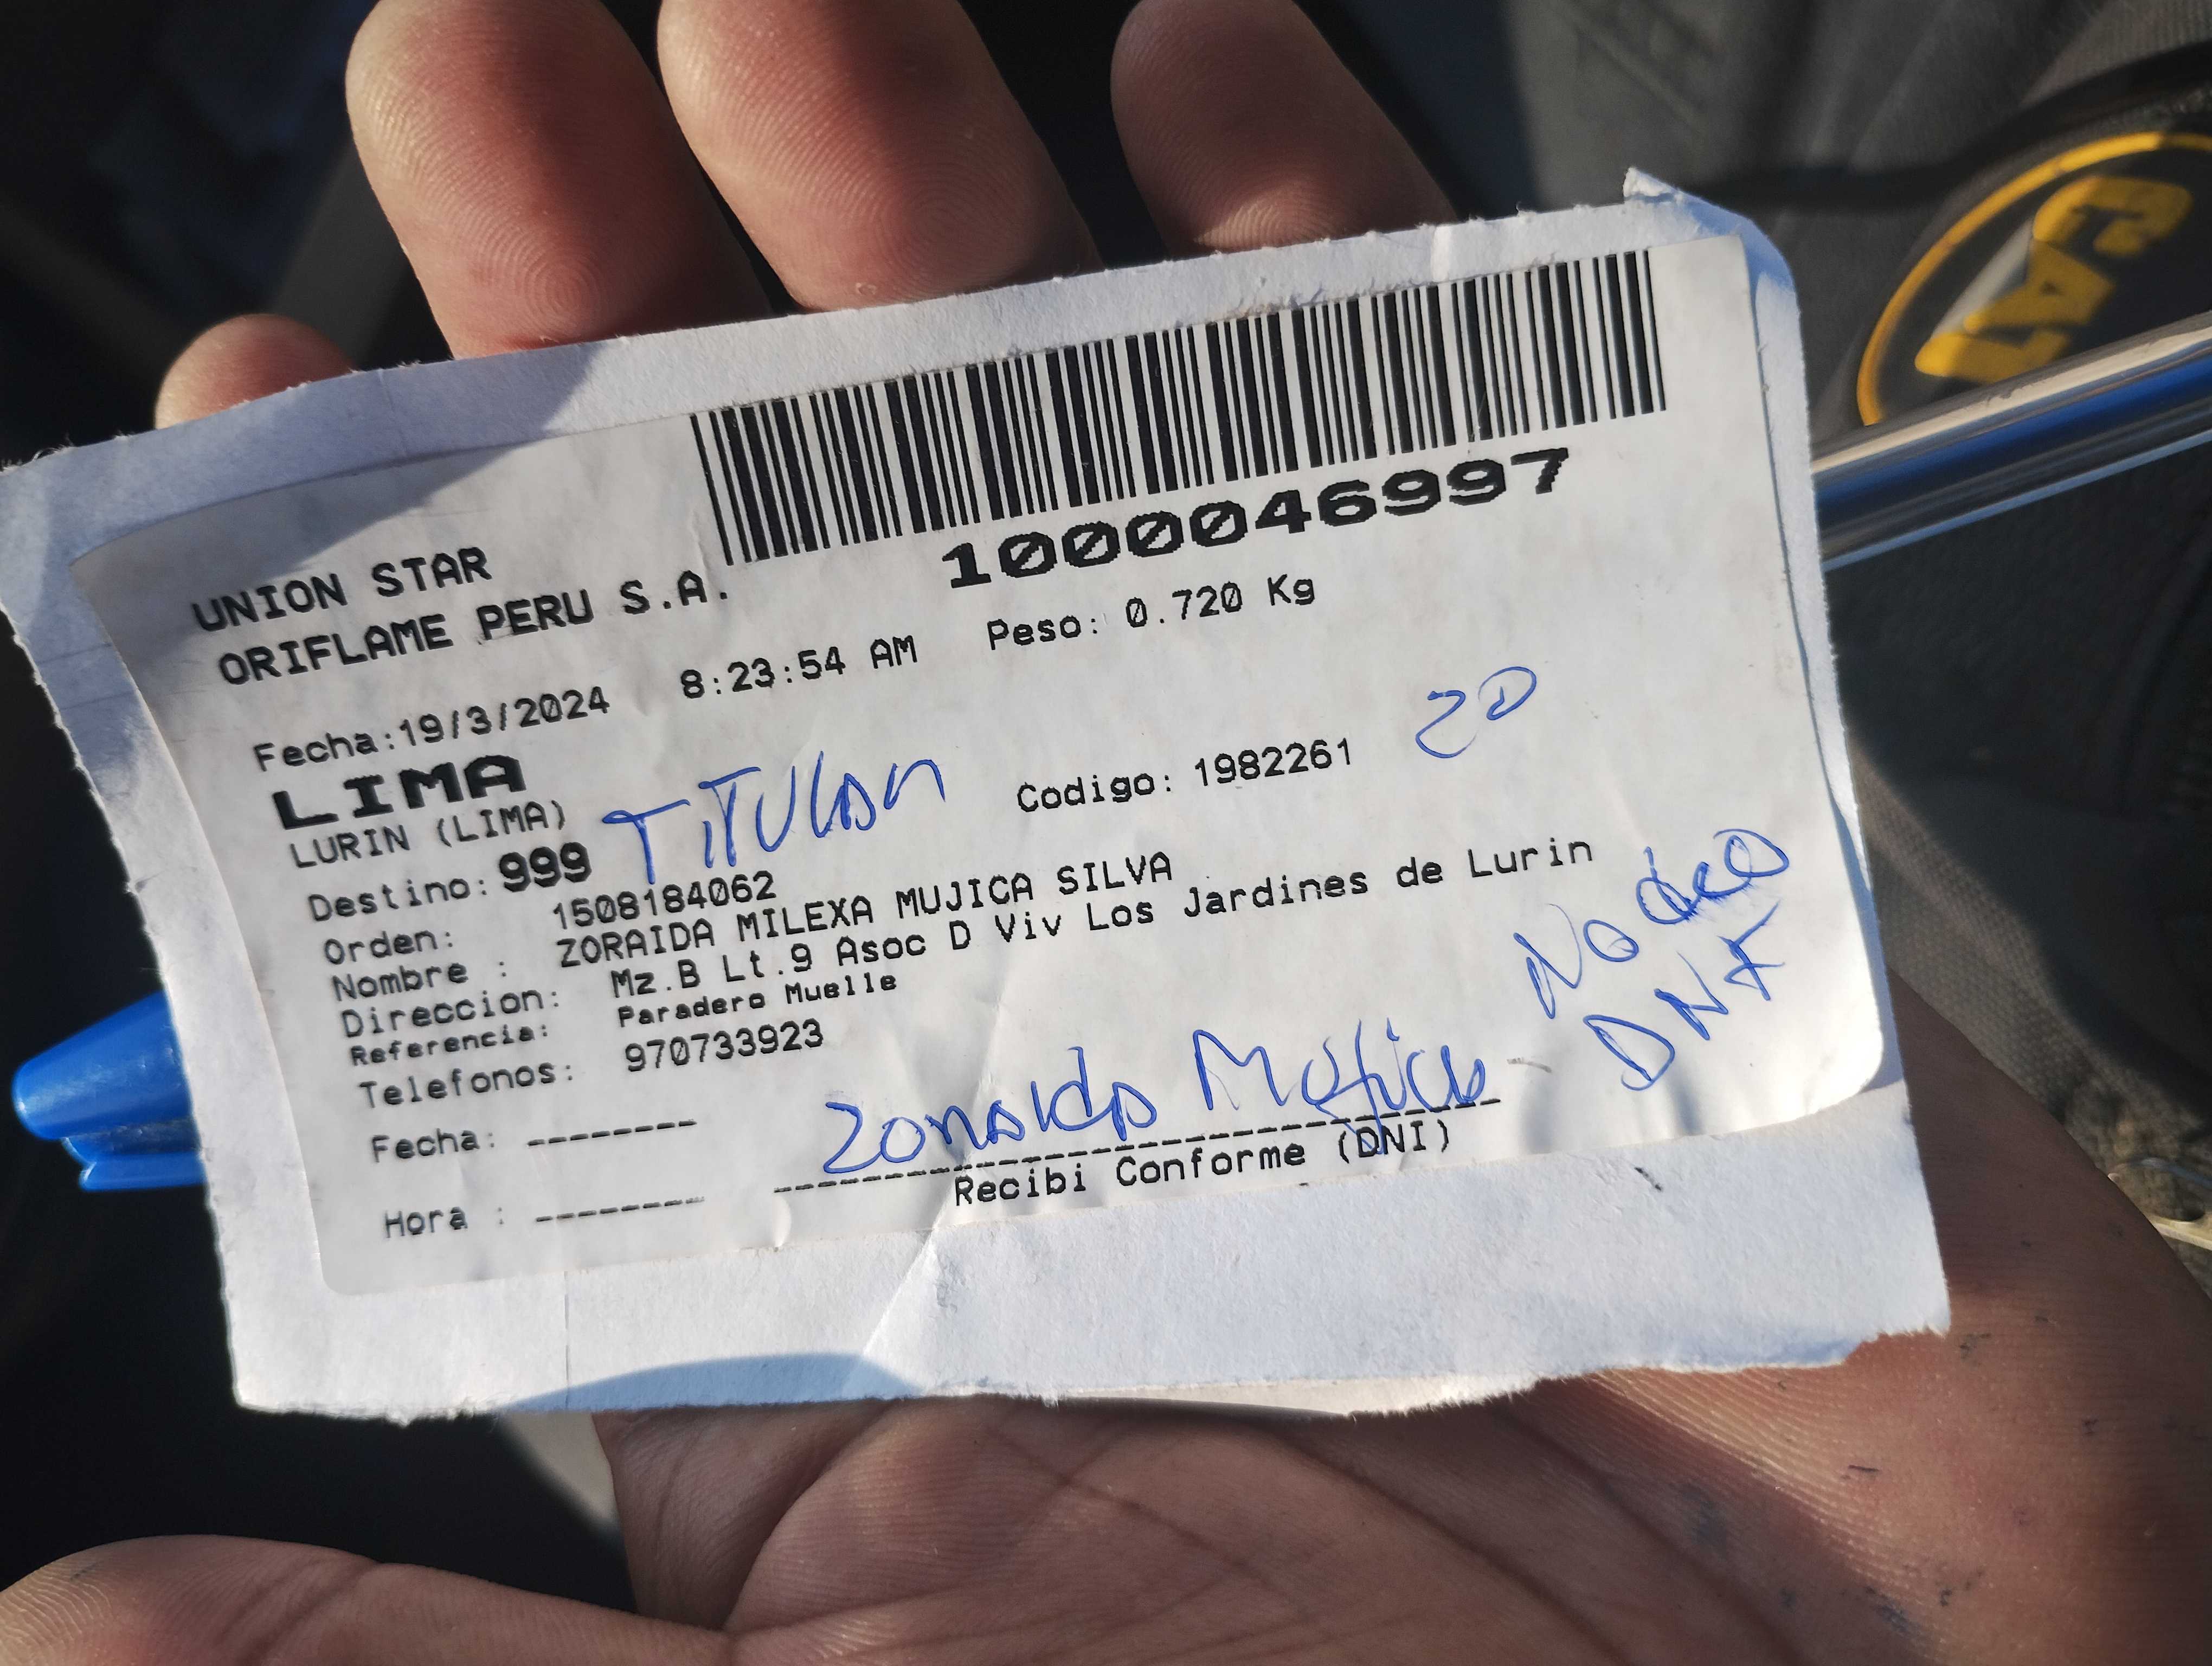 1000046997
UNION STAR
ORIFLAME PERU S.A.
Fecha:19/3/2024 8:23:54 AM Peso: 0.720 Kg
LIMA
LURIN (LIMA) TITULAR Codigo: 1982261 20
Destino: 999
Orden: 1508184062
Nombre : ZORAIDA MILEXA MUJICA SILVA
Direccion: Mz.B Lt.9 Asoc D Viv Los Jardines de Lurin
Referencia: Paradero Muelle
Telefonos: 970733923
No deo
DNI
Zoraida Mujica
Fecha: --------
Recibi Conforme (DNI)
Hora : --------
CAT